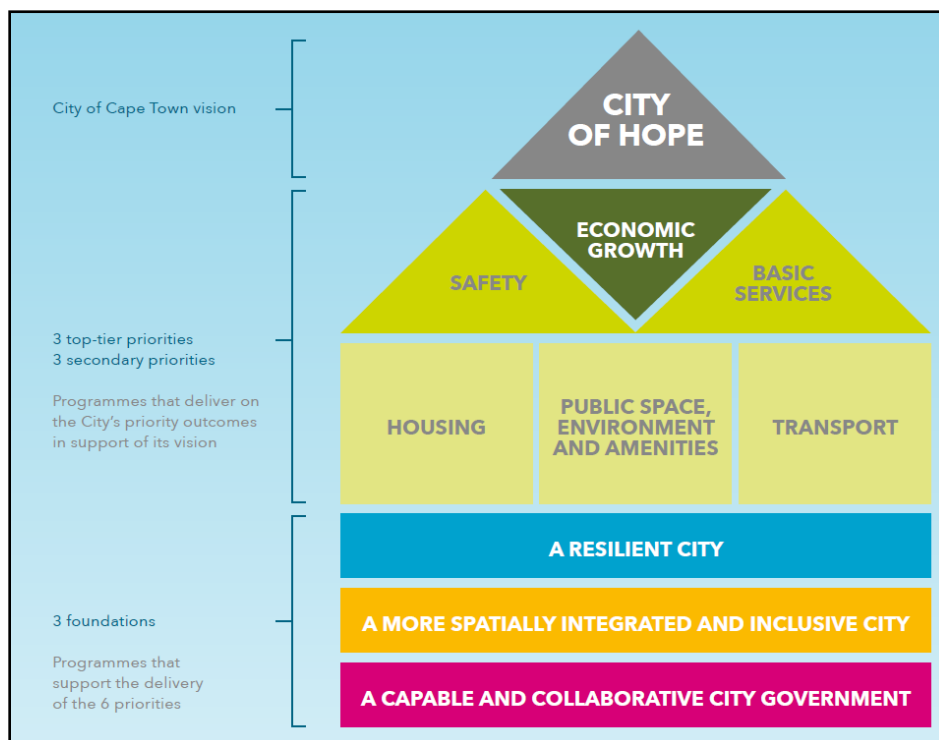 City of Cape Town vision
CITY
OF HOPE
3 top-tier priorities
3 secondary priorities
Programmes that deliver on
the City's priority outcomes
in support of its vision
ECONOMIC
GROWTH
SAFETY
BASIC
SERVICES
HOUSING
PUBLIC SPACE,
ENVIRONMENT
AND AMENITIES
TRANSPORT
3 foundations
Programmes that
support the delivery
of the 6 priorities
A RESILIENT CITY
A MORE SPATIALLY INTEGRATED AND INCLUSIVE CITY
A CAPABLE AND COLLABORATIVE CITY GOVERNMENT